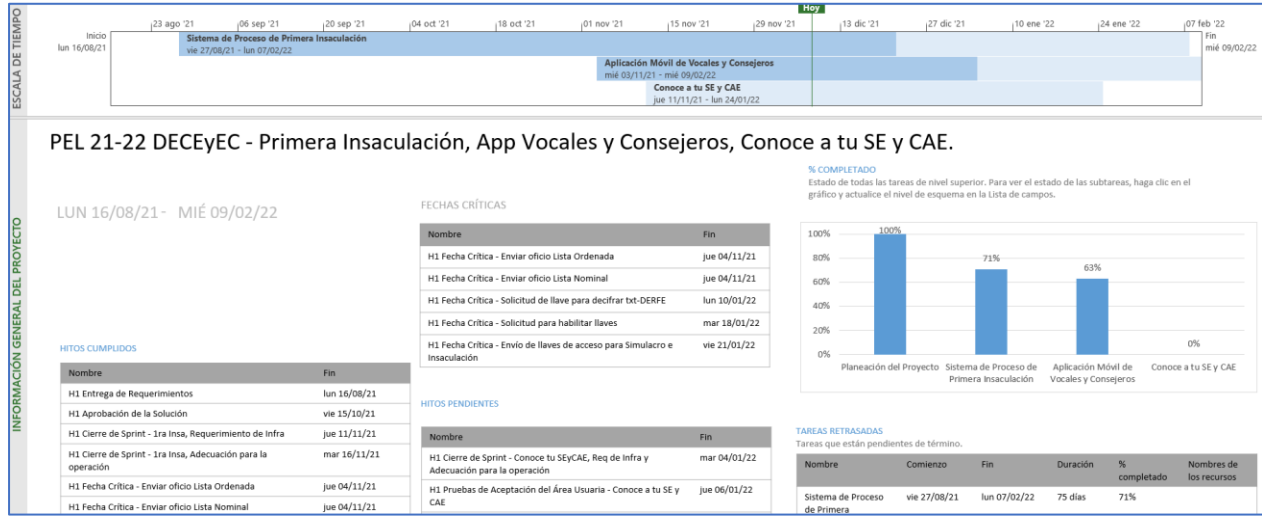 ESCALA DE TIEMPO
Hoy
23 ago '21 06 sep '21 20 sep '21 04 oct '21 18 oct '21 01 nov '21 15 nov '21 29 nov '21 13 dic '21 27 dic '21 10 ene '22 24 ene '22 07 feb '22
Inicio
lun 16/08/21
Sistema de Proceso de Primera Insaculación
vie 27/08/21 - lun 07/02/22
Fin
mié 09/02/22
Aplicación Móvil de Vocales y Consejeros
mié 03/11/21 - mié 09/02/22
Conoce a tu SE y CAE
jue 11/11/21 - lun 24/01/22
INFORMACIÓN GENERAL DEL PROYECTO
PEL 21-22 DECEyEC - Primera Insaculación, App Vocales y Consejeros, Conoce a tu SE y CAE.
LUN 16/08/21 - MIÉ 09/02/22
HITOS CUMPLIDOS
Nombre Fin
H1 Entrega de Requerimientos lun 16/08/21
H1 Aprobación de la Solución vie 15/10/21
H1 Cierre de Sprint - 1ra Insa, Requerimiento de Infra jue 11/11/21
H1 Cierre de Sprint - 1ra Insa, Adecuación para la mar 16/11/21
operación
H1 Fecha Crítica - Enviar oficio Lista Ordenada jue 04/11/21
H1 Fecha Crítica - Enviar oficio Lista Nominal jue 04/11/21
FECHAS CRÍTICAS
Nombre Fin
H1 Fecha Crítica - Enviar oficio Lista Ordenada jue 04/11/21
H1 Fecha Crítica - Enviar oficio Lista Nominal jue 04/11/21
H1 Fecha Crítica - Solicitud de llave para decifrar txt-DERFE lun 10/01/22
H1 Fecha Crítica - Solicitud para habilitar llaves mar 18/01/22
H1 Fecha Crítica - Envío de llaves de acceso para Simulacro e vie 21/01/22
Insaculación
HITOS PENDIENTES
Nombre Fin
H1 Cierre de Sprint - Conoce tu SEyCAE, Req de Infra y mar 04/01/22
Adecuación para la operación
H1 Pruebas de Aceptación del Área Usuaria - Conoce a tu SE y jue 06/01/22
CAE
% COMPLETADO
Estado de todas las tareas de nivel superior. Para ver el estado de las subtareas, haga clic en el
gráfico y actualice el nivel de esquema en la Lista de campos.
100%
80%
60%
40%
20%
0%
100%
71%
63%
0%
Planeación del Proyecto
Sistema de Proceso de
Primera Insaculación
Aplicación Móvil de
Vocales y Consejeros
Conoce a tu SE y CAE
TAREAS RETRASADAS
Tareas que están pendientes de término.
Nombre Comienzo Fin Duración % completado Nombres de los recursos
Sistema de Proceso vie 27/08/21 lun 07/02/22 75 días 71%
de Primera